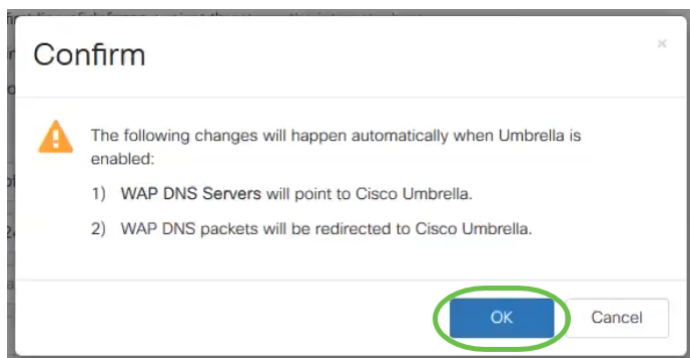 Confirm
×
The following changes will happen automatically when Umbrella is
enabled:
1) WAP DNS Servers will point to Cisco Umbrella.
2) WAP DNS packets will be redirected to Cisco Umbrella.
OK
Cancel